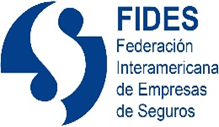 FIDES
Federación
Interamericana
de Empresas
de Seguros